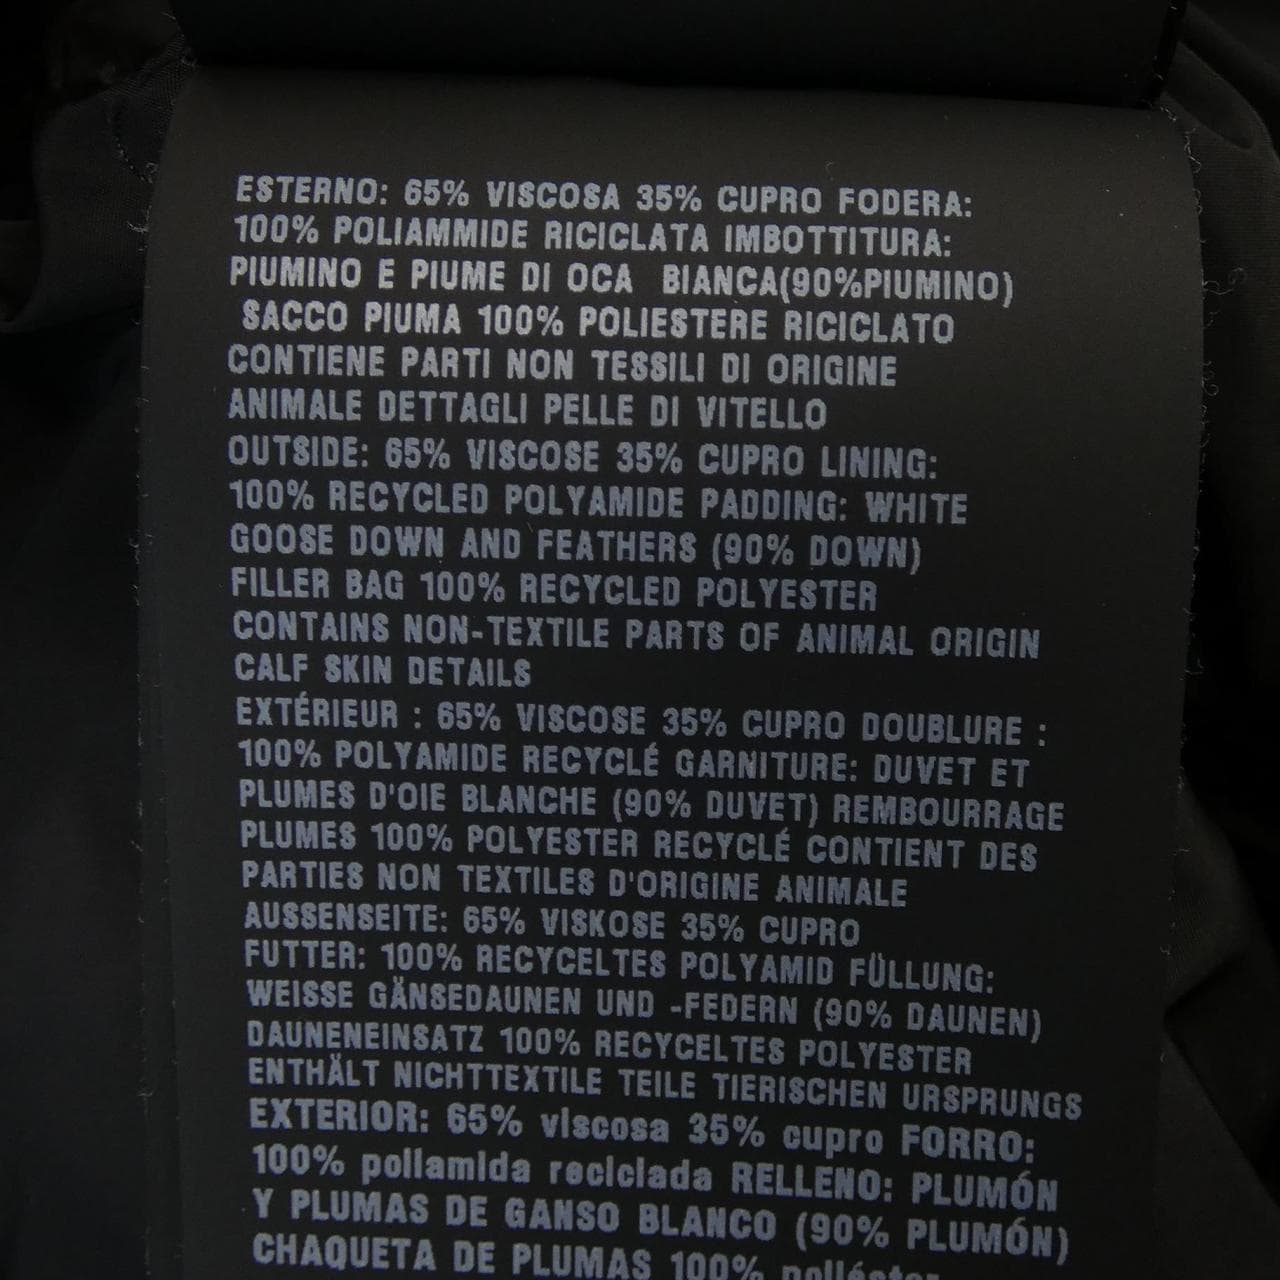 ESTERNO: 65% VISCOSA 35% CUPRO FODERA:
100% POLIAMMIDE RICICLATA IMBOTTITURA:
PIUMINO E PIUME DI OCA BIANCA(90%PIUMINO)
SACCO PIUMA 100% POLIESTERE RICICLATO
CONTIENE PARTI NON TESSILI DI ORIGINE
ANIMALE DETTAGLI PELLE DI VITELLO
OUTSIDE: 65% VISCOSE 35% CUPRO LINING:
100% RECYCLED POLYAMIDE PADDING: WHITE
GOOSE DOWN AND FEATHERS (90% DOWN)
FILLER BAG 100% RECYCLED POLYESTER
CONTAINS NON-TEXTILE PARTS OF ANIMAL ORIGIN
CALF SKIN DETAILS
EXTÉRIEUR : 65% VISCOSE 35% CUPRO DOUBLURE :
100% POLYAMIDE RECYCLÉ GARNITURE: DUVET ET
PLUMES D'OIE BLANCHE (90% DUVET) REMBOURRAGE
PLUMES 100% POLYESTER RECYCLÉ CONTIENT DES
PARTIES NON TEXTILES D'ORIGINE ANIMALE
AUSSENSEITE: 65% VISKOSE 35% CUPRO
FUTTER: 100% RECYCELTES POLYAMID FÜLLUNG:
WEISSE GÄNSEDAUNEN UND -FEDERN (90% DAUNEN)
DAUNENEINSATZ 100% RECYCELTES POLYESTER
ENTHÄLT NICHTTEXTILE TEILE TIERISCHEN URSPRUNGS
EXTERIOR: 65% viscosa 35% cupro FORRO:
100% poliamida reciclada RELLENO: PLUMÓN
Y PLUMAS DE GANSO BLANCO (90% PLUMÓN)
CHAQUETA DE PLUMAS 100% poliéster